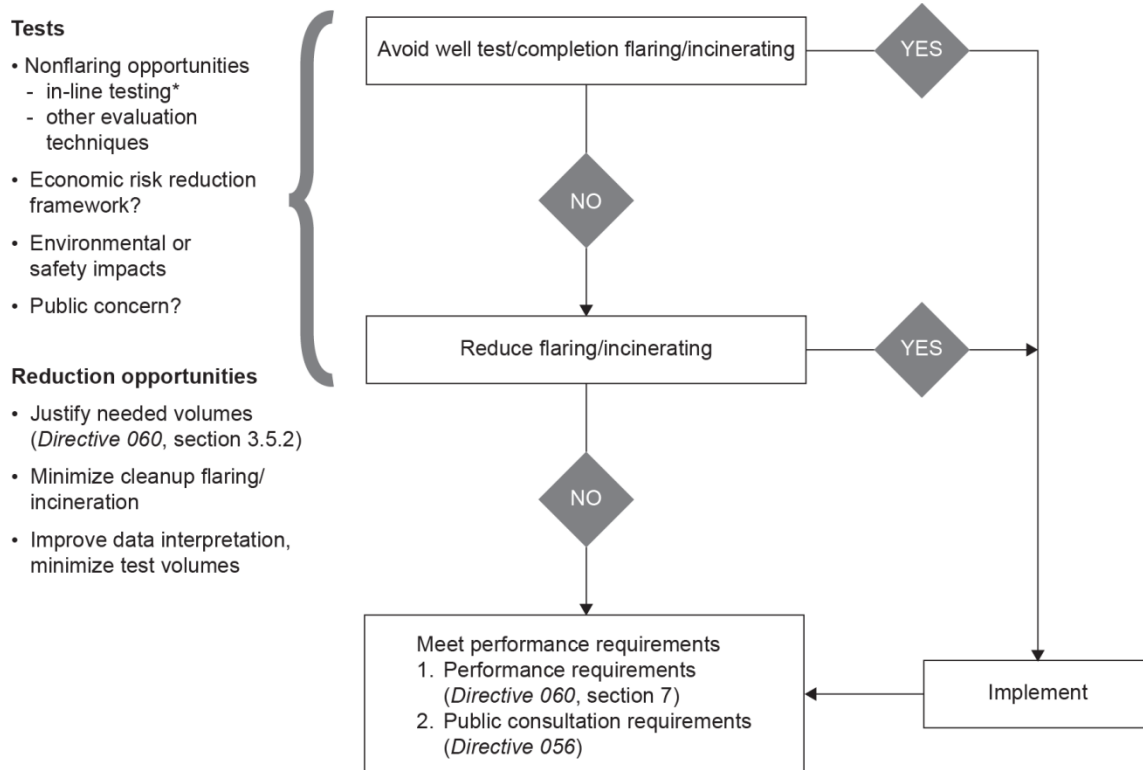 Tests
• Nonflaring opportunities
- in-line testing*
- other evaluation
techniques
• Economic risk reduction
framework?
• Environmental or
safety impacts
• Public concern?
Reduction opportunities
• Justify needed volumes
(Directive 060, section 3.5.2)
• Minimize cleanup flaring/
incineration
• Improve data interpretation,
minimize test volumes
Avoid well test/completion flaring/incinerating
YES
NO
Reduce flaring/incinerating
YES
NO
Meet performance requirements
1. Performance requirements
(Directive 060, section 7)
2. Public consultation requirements
(Directive 056)
Implement